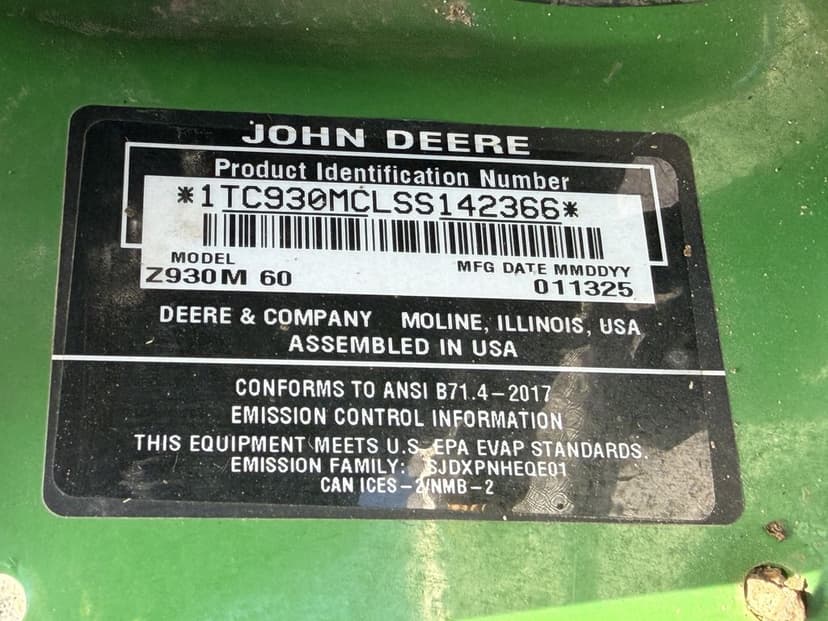 JOHN DEERE
Product Identification Number
*1TC930MCLSS142366*
MODEL MFG DATE MMDDYY
Z930M 60 011325
DEERE & COMPANY MOLINE, ILLINOIS, USA
ASSEMBLED IN USA
CONFORMS TO ANSI B71.4-2017
EMISSION CONTROL INFORMATION
THIS EQUIPMENT MEETS U.S. EPA EVAP STANDARDS.
EMISSION FAMILY: SJDXPNHEQE01
CAN ICES-2/NMB-2